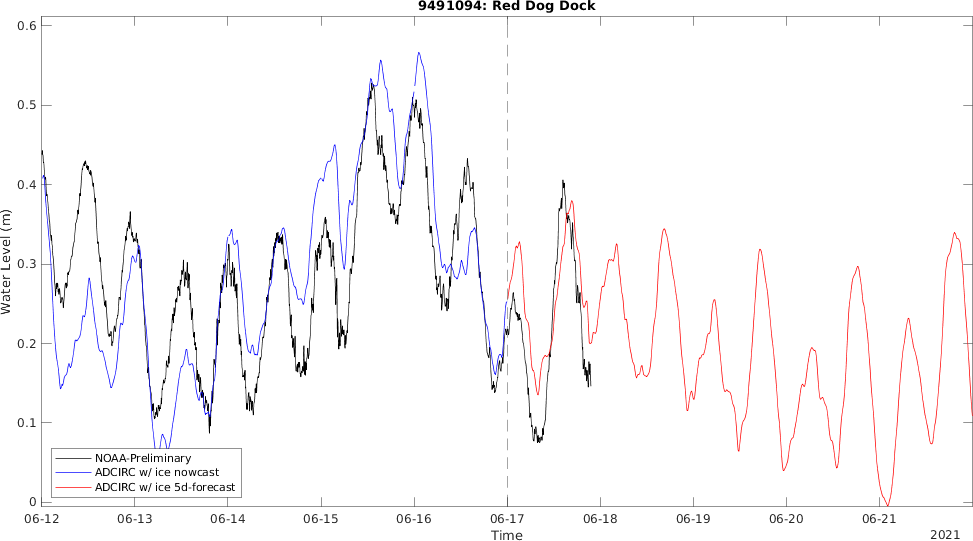 9491094: Red Dog Dock
0.6
0.5
0.4
0.3
0.2
0.1
0
Water Level (m)
NOAA-Preliminary
ADCIRC w/ ice nowcast
ADCIRC w/ ice 5d-forecast
06-12 06-13 06-14 06-15 06-16 06-17 06-18 06-19 06-20 06-21
Time
2021